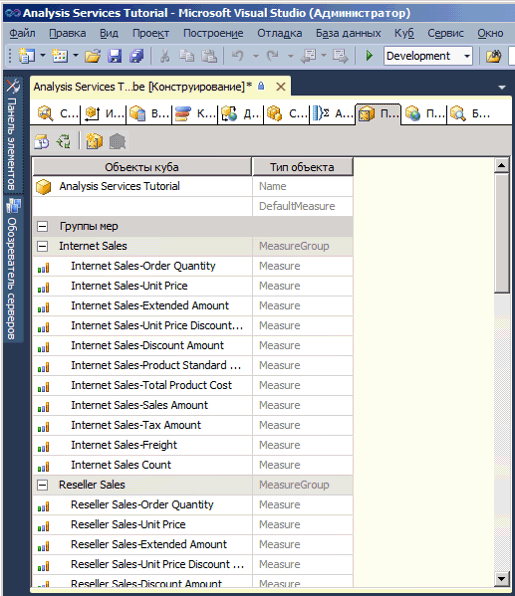 Analysis Services Tutorial - Microsoft Visual Studio (Администратор)
Файл Правка Вид Проект Построение Отладка База данных Куб Сервис Окно
Development
Analysis Services T...be [Конструирование]*
С... И... В... К... Д... С... А... П... П... Б...
Панель элементов
Обозреватель серверов
Объекты куба Тип объекта
Analysis Services Tutorial Name
DefaultMeasure
Группы мер
Internet Sales MeasureGroup
Internet Sales-Order Quantity Measure
Internet Sales-Unit Price Measure
Internet Sales-Extended Amount Measure
Internet Sales-Unit Price Discount... Measure
Internet Sales-Discount Amount Measure
Internet Sales-Product Standard ... Measure
Internet Sales-Total Product Cost Measure
Internet Sales-Sales Amount Measure
Internet Sales-Tax Amount Measure
Internet Sales-Freight Measure
Internet Sales Count Measure
Reseller Sales MeasureGroup
Reseller Sales-Order Quantity Measure
Reseller Sales-Unit Price Measure
Reseller Sales-Extended Amount Measure
Reseller Sales-Unit Price Discount ... Measure
Reseller Sales-Discount Amount Measure